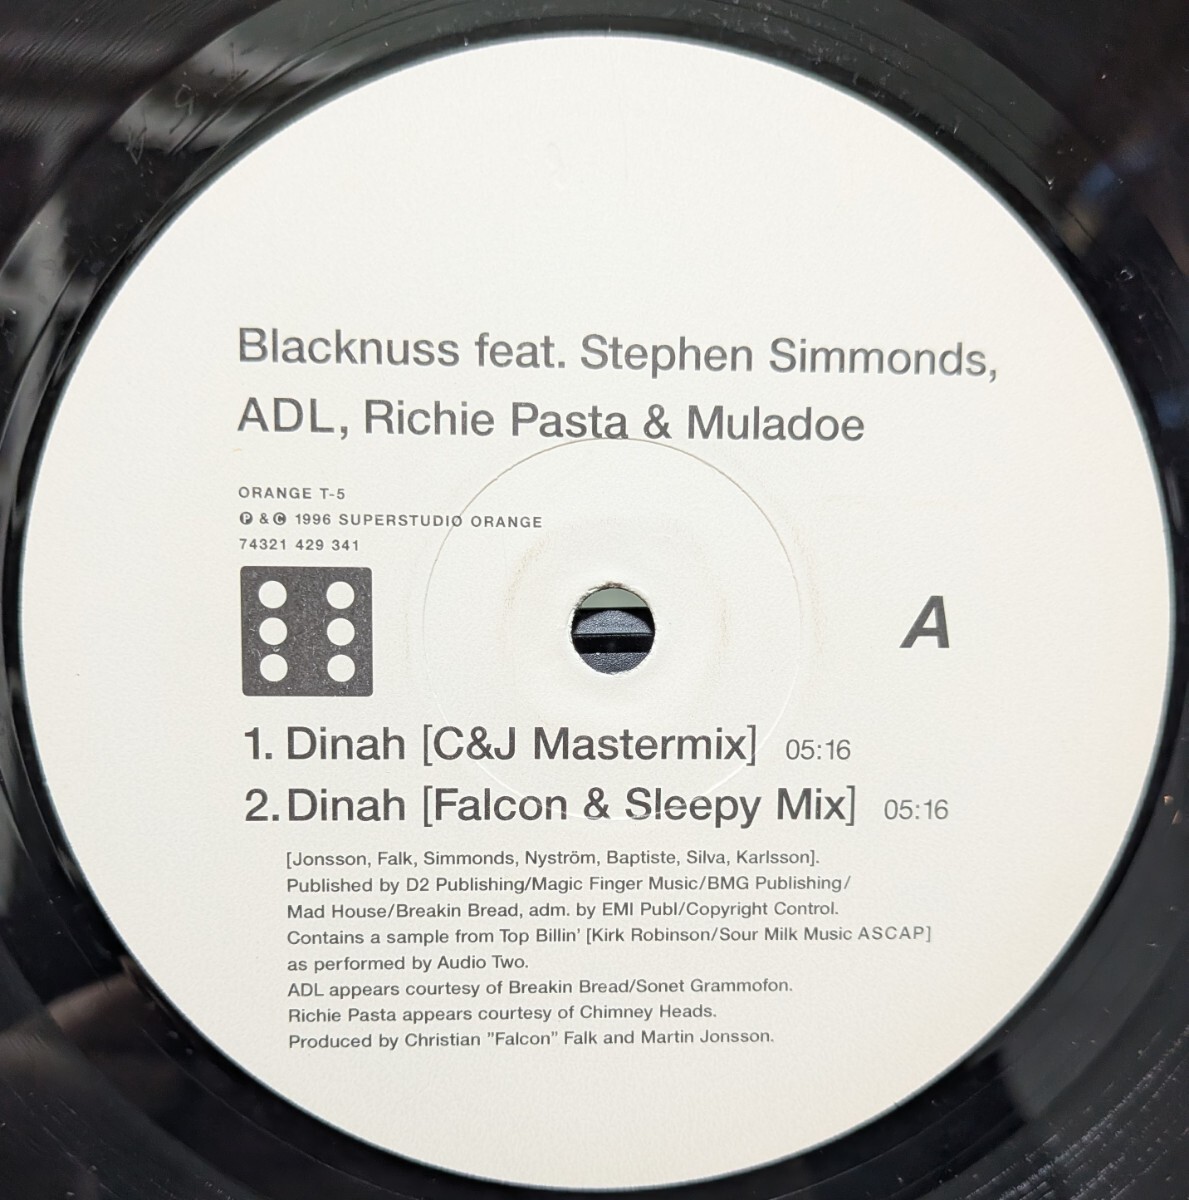 Blacknuss feat. Stephen Simmonds,
ADL, Richie Pasta & Muladoe
ORANGE T-5
℗ & © 1996 SUPERSTUDIO ORANGE
74321 429 341
A
1. Dinah [C&J Mastermix] 05:16
2. Dinah [Falcon & Sleepy Mix] 05:16
[Jonsson, Falk, Simmonds, Nyström, Baptiste, Silva, Karlsson].
Published by D2 Publishing/Magic Finger Music/BMG Publishing/
Mad House/Breakin Bread, adm. by EMI Publ/Copyright Control.
Contains a sample from Top Billin' [Kirk Robinson/Sour Milk Music ASCAP]
as performed by Audio Two.
ADL appears courtesy of Breakin Bread/Sonet Grammofon.
Richie Pasta appears courtesy of Chimney Heads.
Produced by Christian "Falcon" Falk and Martin Jonsson.